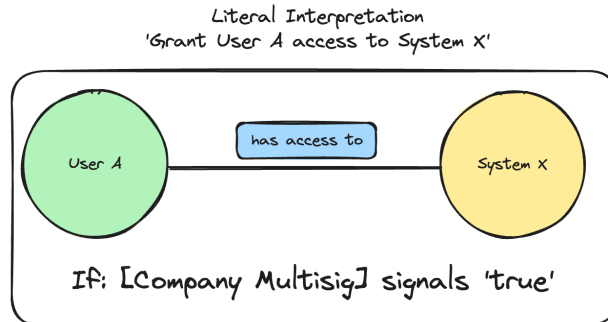 Literal Interpretation
'Grant User A access to System X'
has access to
User A
System X
If: [Company Multisig] signals 'true'